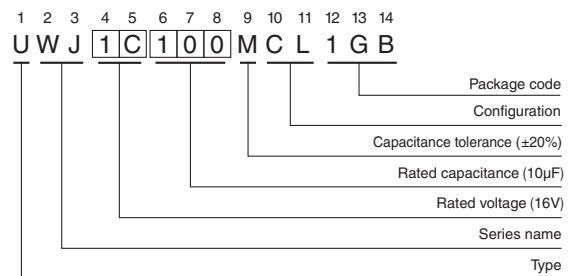 1 2 3 4 5 6 7 8 9 10 11 12 13 14
U W J 1 C 1 0 0 M C L 1 G B
Package code
Configuration
Capacitance tolerance (±20%)
Rated capacitance (10µF)
Rated voltage (16V)
Series name
Type